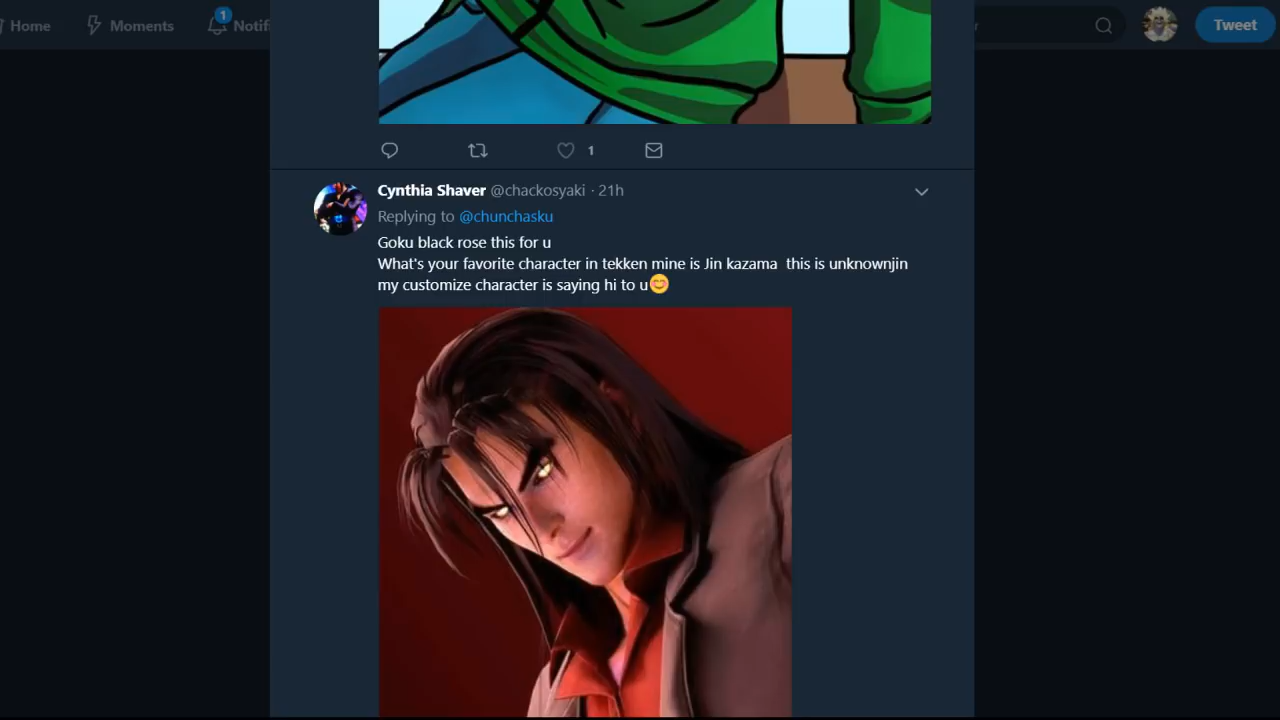 Home Moments 1 Notif r Tweet
1
Cynthia Shaver @chackosyaki · 21h
Replying to @chunchasku
Goku black rose this for u
What's your favorite character in tekken mine is Jin kazama this is unknownjin
my customize character is saying hi to u😊